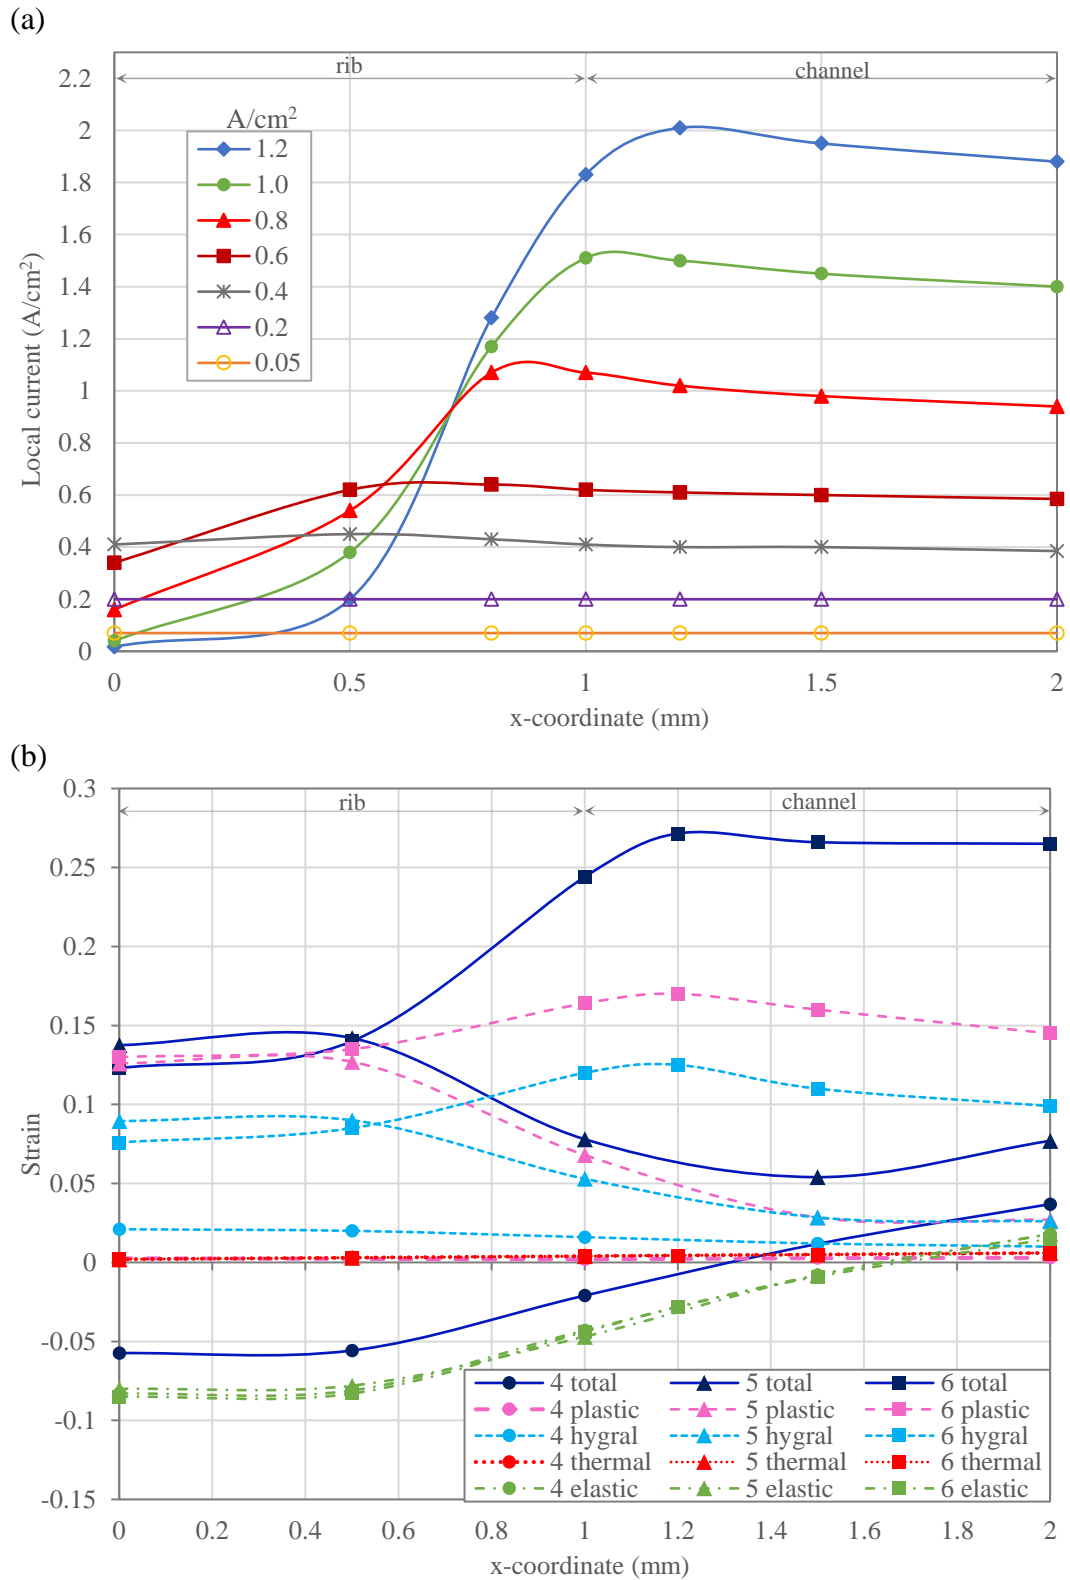 (a)
rib channel
A/cm²
1.2
1.0
0.8
0.6
0.4
0.2
0.05
2.2
2
1.8
1.6
1.4
1.2
1
0.8
0.6
0.4
0.2
0
Local current (A/cm²)
0 0.5 1 1.5 2
x-coordinate (mm)
(b)
rib channel
0.3
0.25
0.2
0.15
0.1
0.05
0
-0.05
-0.1
-0.15
Strain
4 total 5 total 6 total
4 plastic 5 plastic 6 plastic
4 hygral 5 hygral 6 hygral
4 thermal 5 thermal 6 thermal
4 elastic 5 elastic 6 elastic
0 0.2 0.4 0.6 0.8 1 1.2 1.4 1.6 1.8 2
x-coordinate (mm)